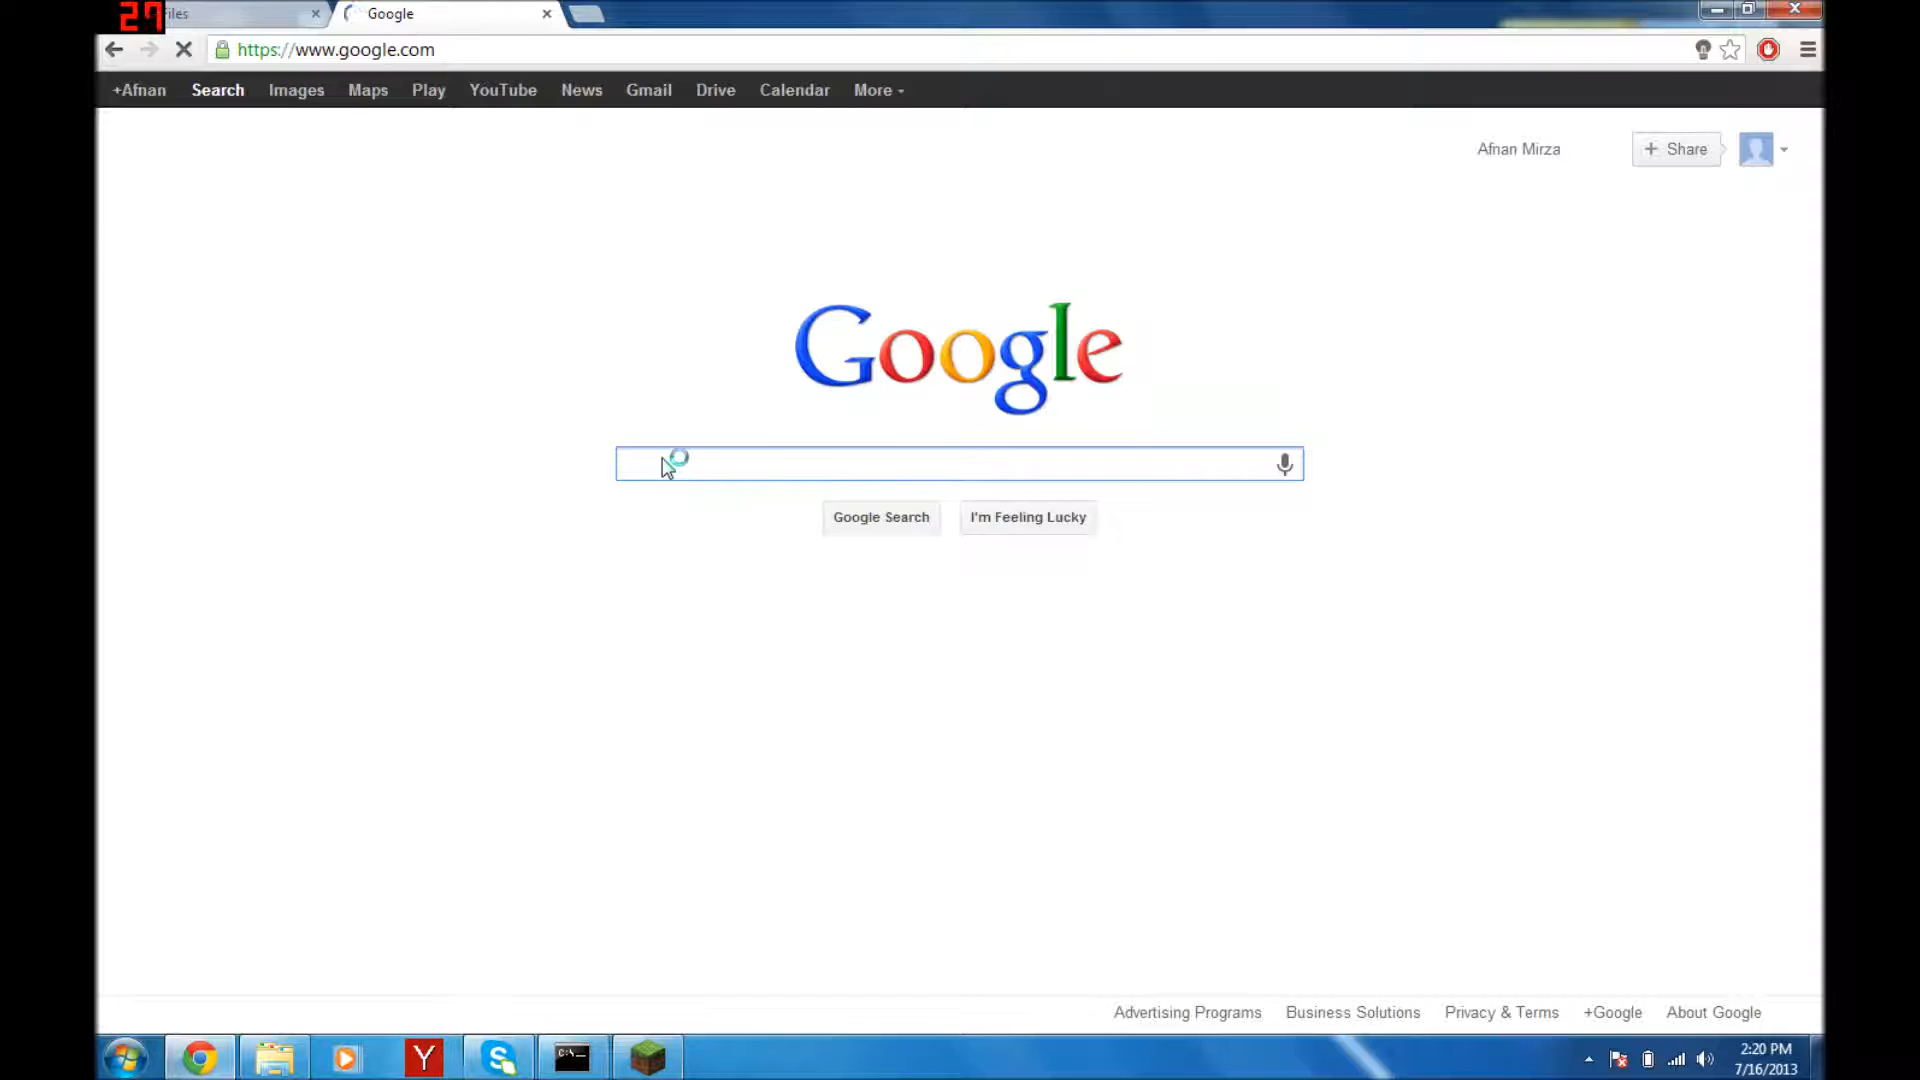 27
iles
Google
https://www.google.com
+Afnan Search Images Maps Play YouTube News Gmail Drive Calendar More
Afnan Mirza
+ Share
Google
Google Search
I'm Feeling Lucky
Advertising Programs Business Solutions Privacy & Terms +Google About Google
Y
S
C:\_
2:20 PM
7/16/2013